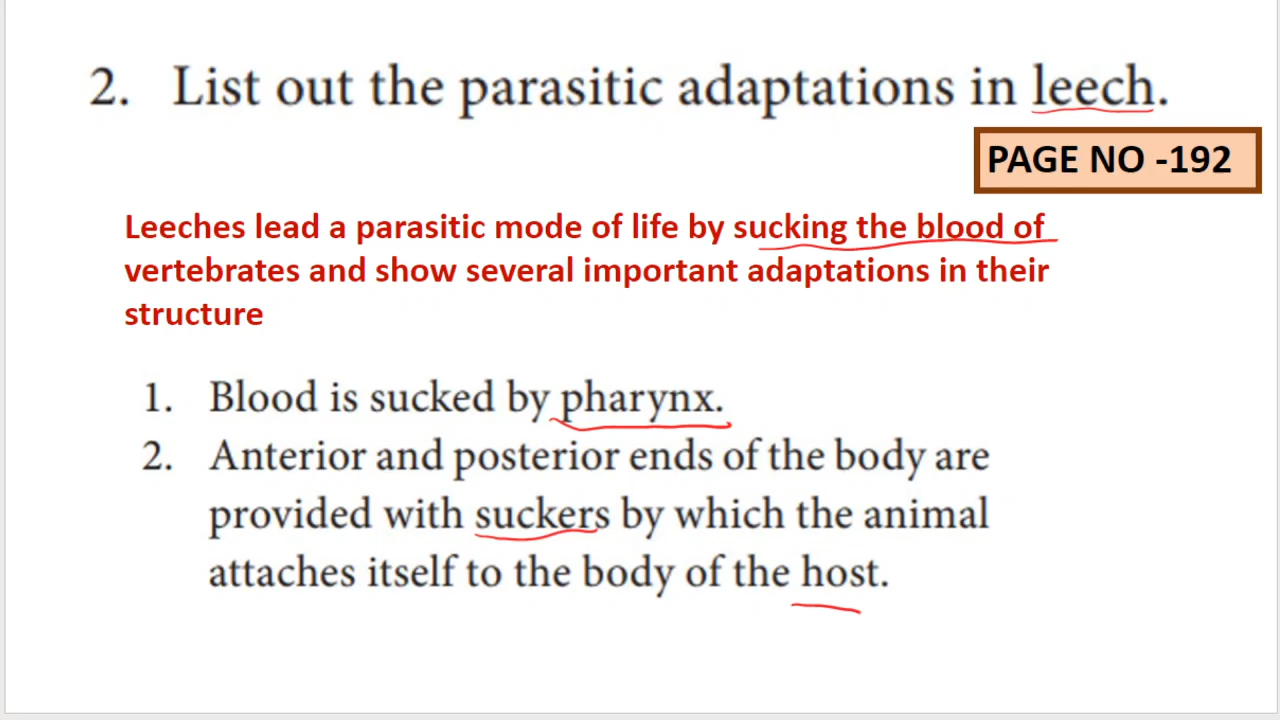 2. List out the parasitic adaptations in leech.
PAGE NO -192
Leeches lead a parasitic mode of life by sucking the blood of
vertebrates and show several important adaptations in their
structure
1. Blood is sucked by pharynx.
2. Anterior and posterior ends of the body are
provided with suckers by which the animal
attaches itself to the body of the host.